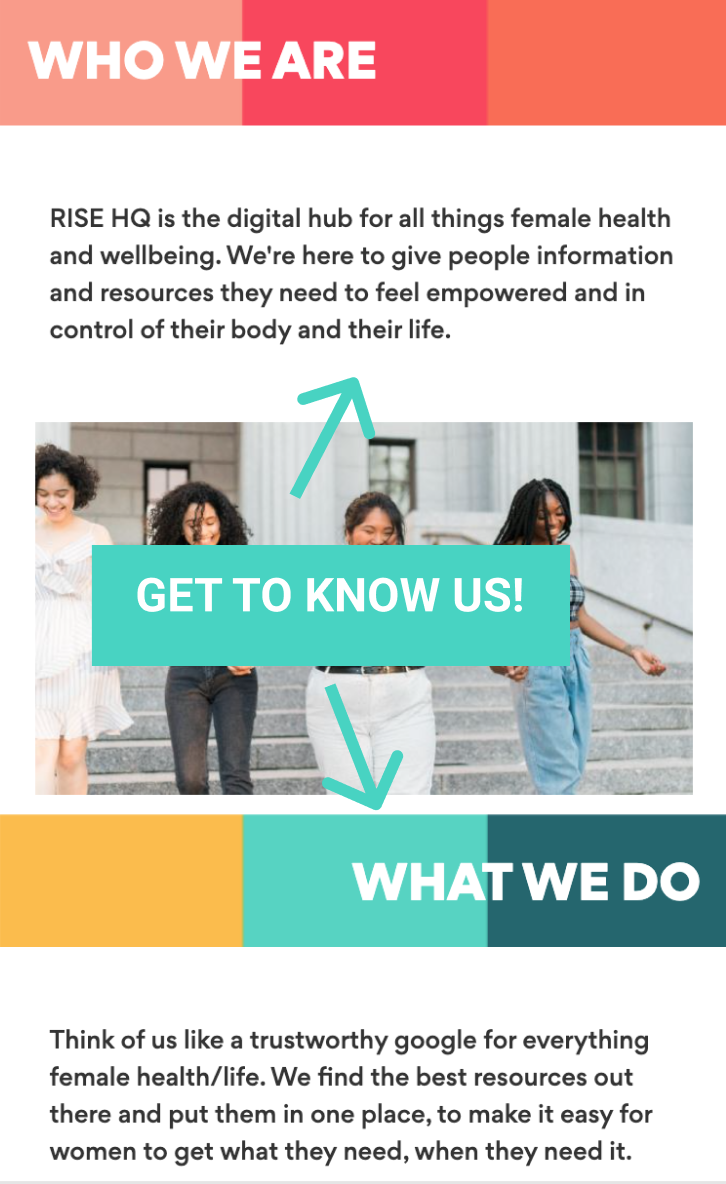 WHO WE ARE
RISE HQ is the digital hub for all things female health
and wellbeing. We're here to give people information
and resources they need to feel empowered and in
control of their body and their life.
GET TO KNOW US!
WHAT WE DO
Think of us like a trustworthy google for everything
female health/life. We find the best resources out
there and put them in one place, to make it easy for
women to get what they need, when they need it.